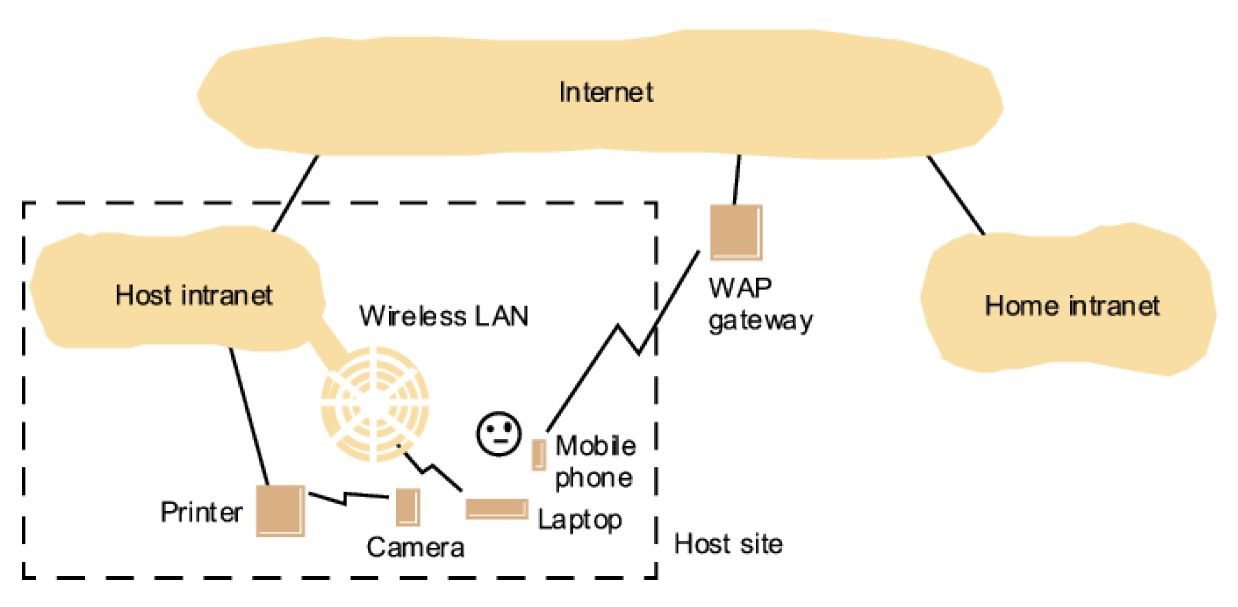 Internet
Host intranet
Wireless LAN
WAP
gateway
Home intranet
Mobile
phone
Printer
Camera
Laptop
Host site